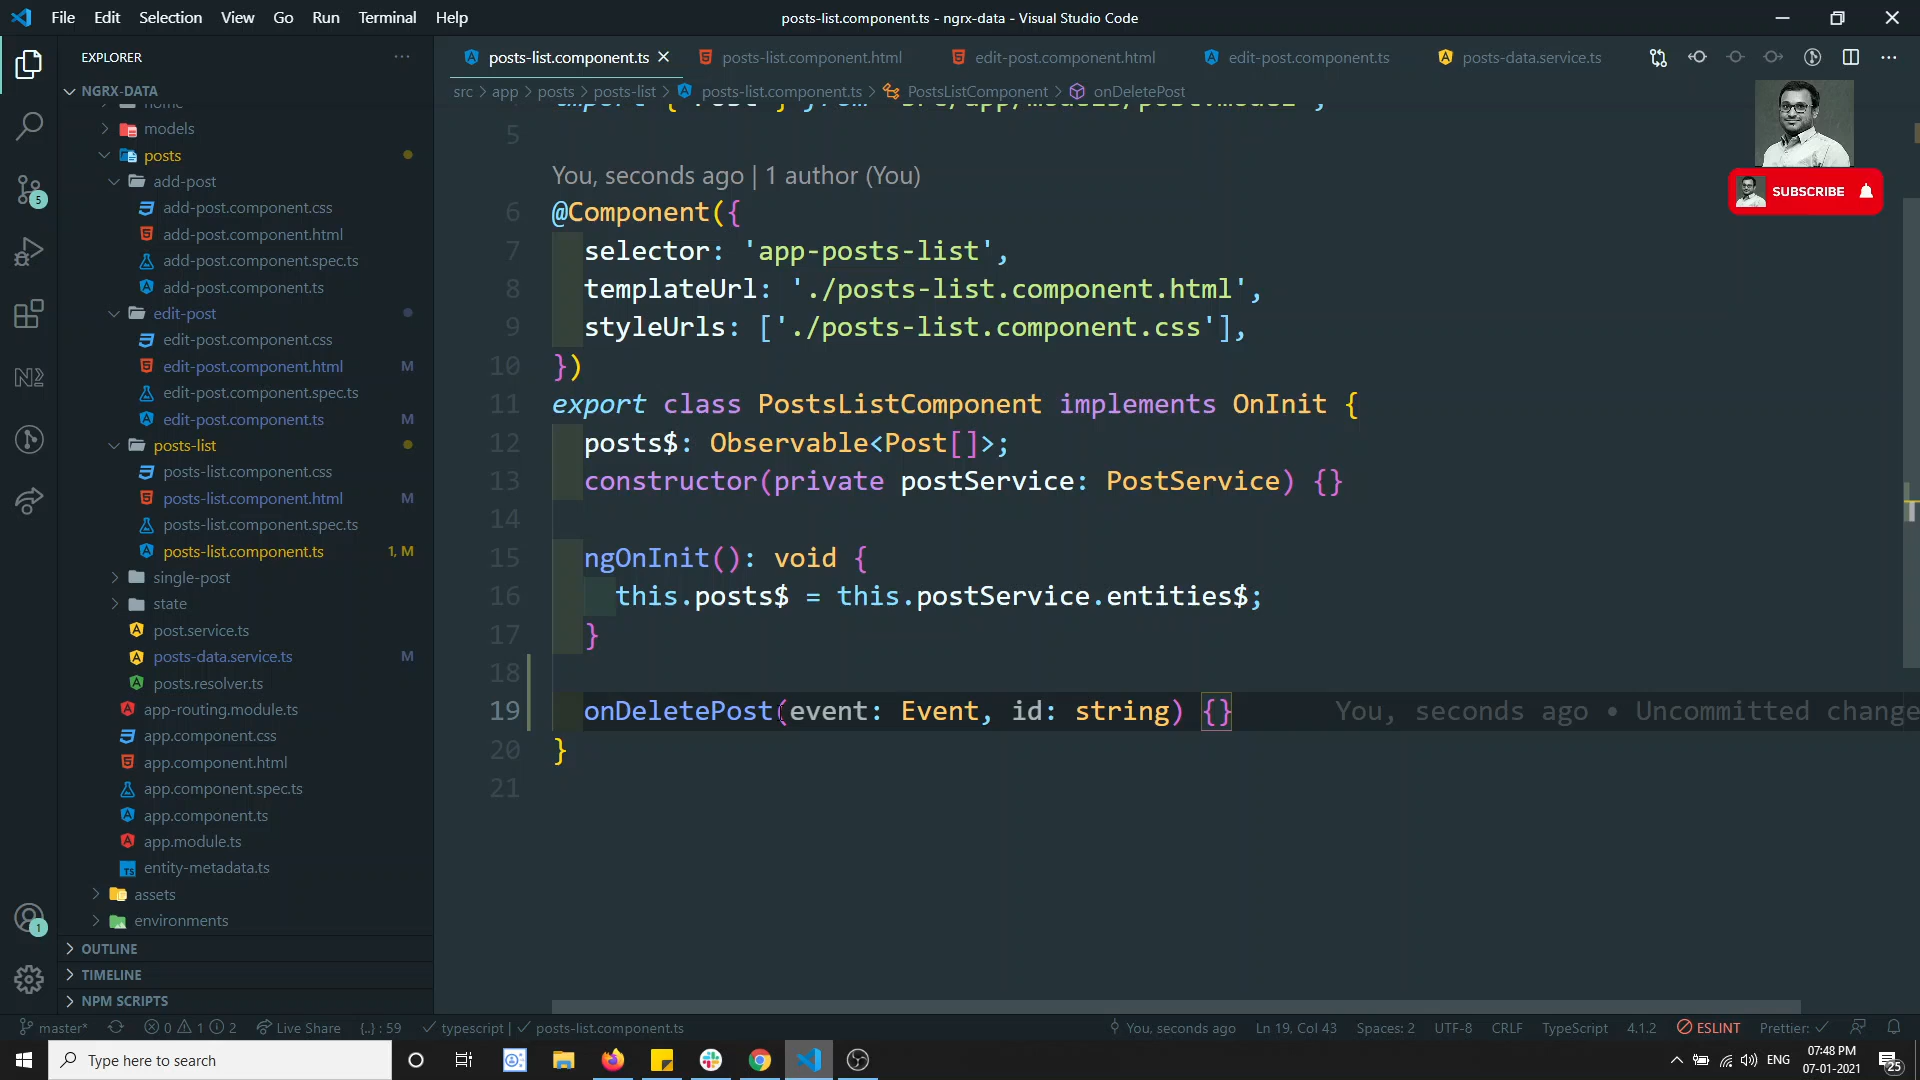 File Edit Selection View Go Run Terminal Help
posts-list.component.ts - ngrx-data - Visual Studio Code
EXPLORER
posts-list.component.ts
posts-list.component.html
edit-post.component.html
edit-post.component.ts
posts-data.service.ts
src > app > posts > posts-list > posts-list.component.ts > PostsListComponent > onDeletePost
NGRX-DATA
home
models
posts
add-post
add-post.component.css
add-post.component.html
add-post.component.spec.ts
add-post.component.ts
edit-post
edit-post.component.css
edit-post.component.html M
edit-post.component.spec.ts
edit-post.component.ts M
posts-list
posts-list.component.css
posts-list.component.html M
posts-list.component.spec.ts
posts-list.component.ts 1, M
single-post
state
post.service.ts
posts-data.service.ts M
posts.resolver.ts
app-routing.module.ts
app.component.css
app.component.html
app.component.spec.ts
app.component.ts
app.module.ts
entity-metadata.ts
assets
environments
OUTLINE
TIMELINE
NPM SCRIPTS
5
1
import { Post } from 'src/app/models/post.model';
5
You, seconds ago | 1 author (You)
6 @Component({
7 selector: 'app-posts-list',
8 templateUrl: './posts-list.component.html',
9 styleUrls: ['./posts-list.component.css'],
10 })
11 export class PostsListComponent implements OnInit {
12 posts$: Observable<Post[]>;
13 constructor(private postService: PostService) {}
14
15 ngOnInit(): void {
16 this.posts$ = this.postService.entities$;
17 }
18
19 onDeletePost(event: Event, id: string) {} You, seconds ago • Uncommitted change
20 }
21
SUBSCRIBE
master* 0 1 2 Live Share {..} : 59 typescript | posts-list.component.ts
You, seconds ago Ln 19, Col 43 Spaces: 2 UTF-8 CRLF TypeScript 4.1.2 ESLINT Prettier:
Type here to search
ENG
07:48 PM
07-01-2021
25